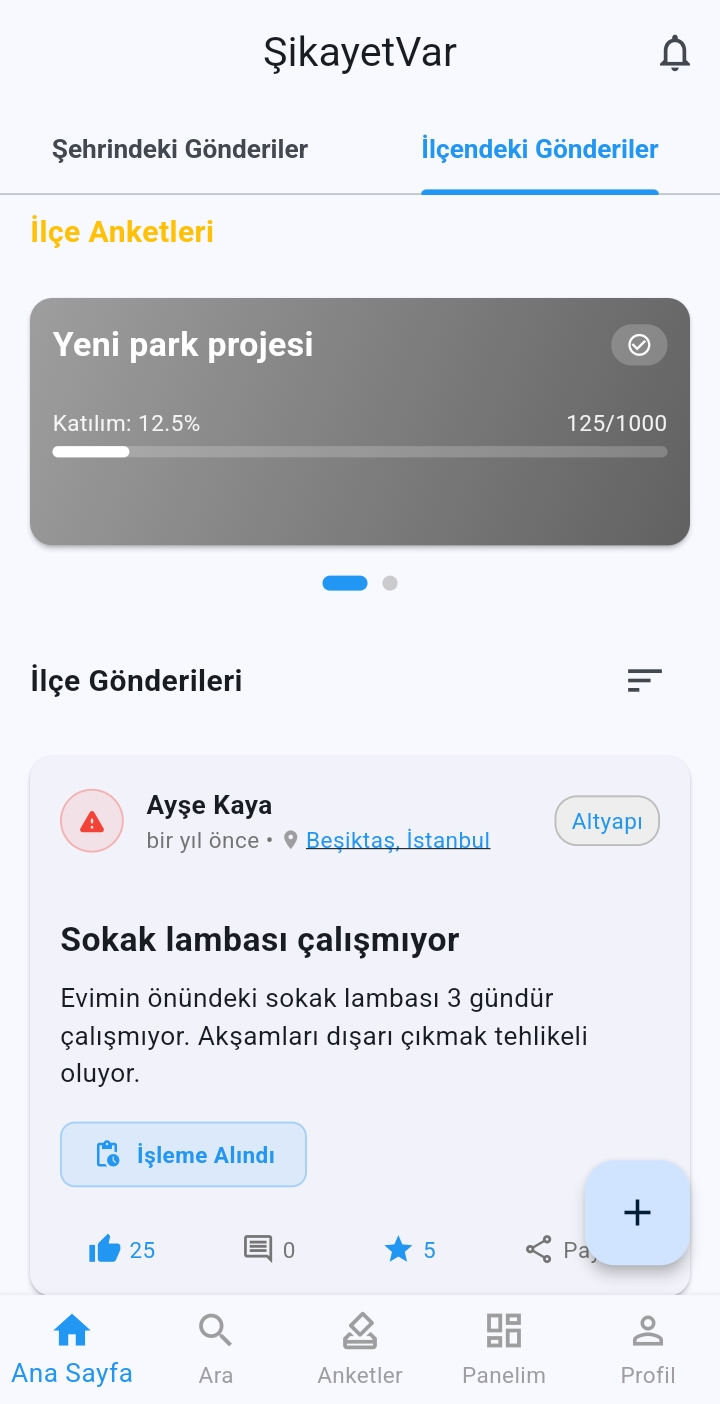 ŞikayetVar
Şehrindeki Gönderiler
İlçendeki Gönderiler
İlçe Anketleri
Yeni park projesi
Katılım: 12.5%
125/1000
İlçe Gönderileri
Ayşe Kaya
bir yıl önce • Beşiktaş, İstanbul
Altyapı
Sokak lambası çalışmıyor
Evimin önündeki sokak lambası 3 gündür
çalışmıyor. Akşamları dışarı çıkmak tehlikeli
oluyor.
İşleme Alındı
25
0
5
Ana Sayfa
Ara
Anketler
Panelim
Profil